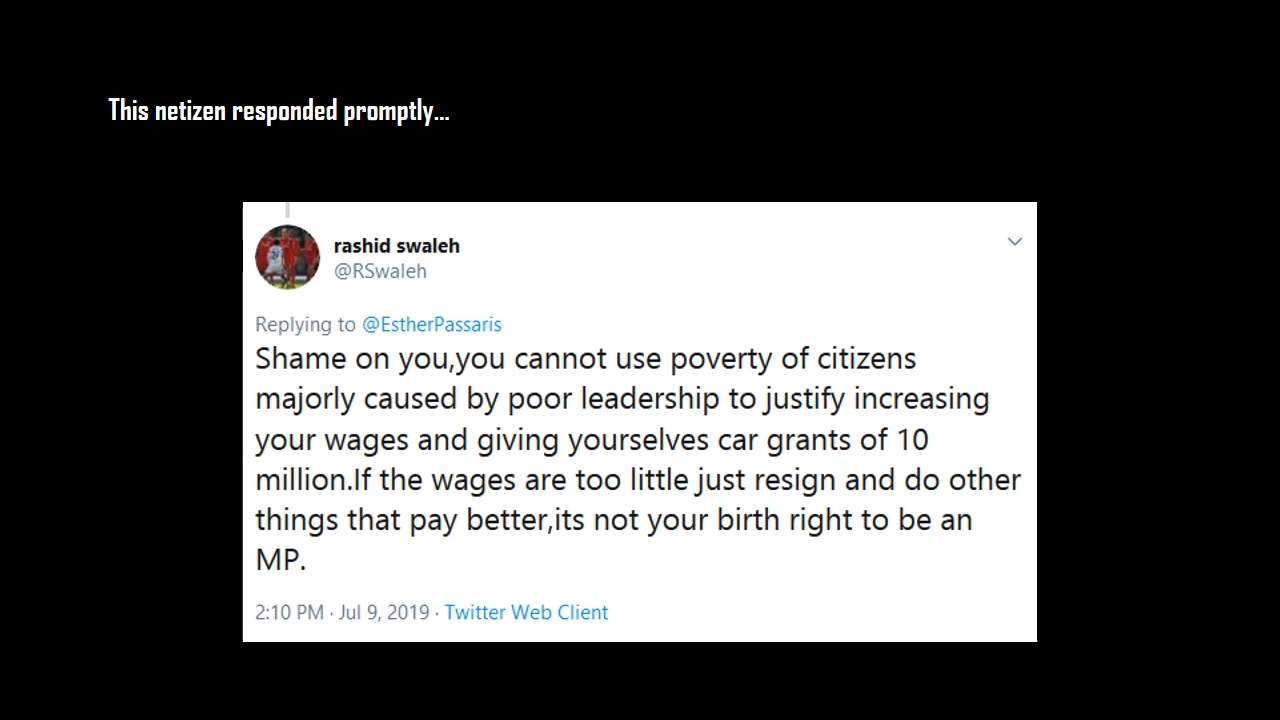 This netizen responded promptly...
rashid swaleh
@RSwaleh
Replying to @EstherPassaris
Shame on you,you cannot use poverty of citizens
majorly caused by poor leadership to justify increasing
your wages and giving yourselves car grants of 10
million.If the wages are too little just resign and do other
things that pay better,its not your birth right to be an
MP.
2:10 PM · Jul 9, 2019 · Twitter Web Client